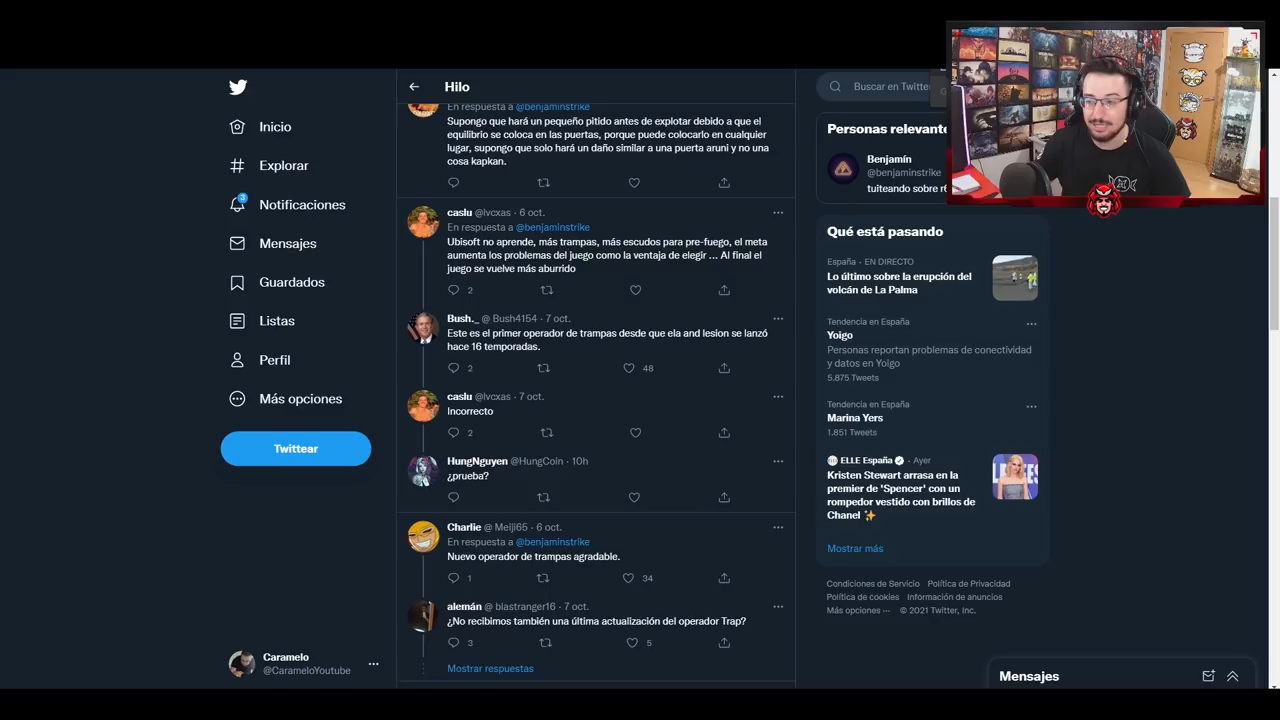 Inicio
Explorar
3
Notificaciones
Mensajes
Guardados
Listas
Perfil
Más opciones
Twittear
Caramelo
@CarameloYoutube
Hilo
En respuesta a @benjaminstrike
Supongo que hará un pequeño pitido antes de explotar debido a que el
equilibrio se coloca en las puertas, porque puede colocarlo en cualquier
lugar, supongo que solo hará un daño similar a una puerta aruni y no una
cosa kapkan.
caslu @lvcxas · 6 oct.
En respuesta a @benjaminstrike
Ubisoft no aprende, más trampas, más escudos para pre-fuego, el meta
aumenta los problemas del juego como la ventaja de elegir ... Al final el
juego se vuelve más aburrido
2
Bush._ @ Bush4154 · 7 oct.
Este es el primer operador de trampas desde que ela and lesion se lanzó
hace 16 temporadas.
2 48
caslu @lvcxas · 7 oct.
Incorrecto
2
HungNguyen @HungCoin · 10h
¿prueba?
Charlie @ Meiji65 · 6 oct.
En respuesta a @benjaminstrike
Nuevo operador de trampas agradable.
1 34
alemán @ blastranger16 · 7 oct.
¿No recibimos también una última actualización del operador Trap?
3 5
Mostrar respuestas
Buscar en Twitte
Personas relevant
Benjamín
@benjaminstrike
tuiteando sobre r6
Qué está pasando
España · EN DIRECTO
Lo último sobre la erupción del
volcán de La Palma
Tendencia en España
Yoigo
Personas reportan problemas de conectividad
y datos en Yoigo
5.875 Tweets
Tendencia en España
Marina Yers
1.851 Tweets
ELLE España · Ayer
Kristen Stewart arrasa en la
premier de 'Spencer' con un
rompedor vestido con brillos de
Chanel ✨
Mostrar más
Condiciones de Servicio Política de Privacidad
Política de cookies Información de anuncios
Más opciones ··· © 2021 Twitter, Inc.
Mensajes